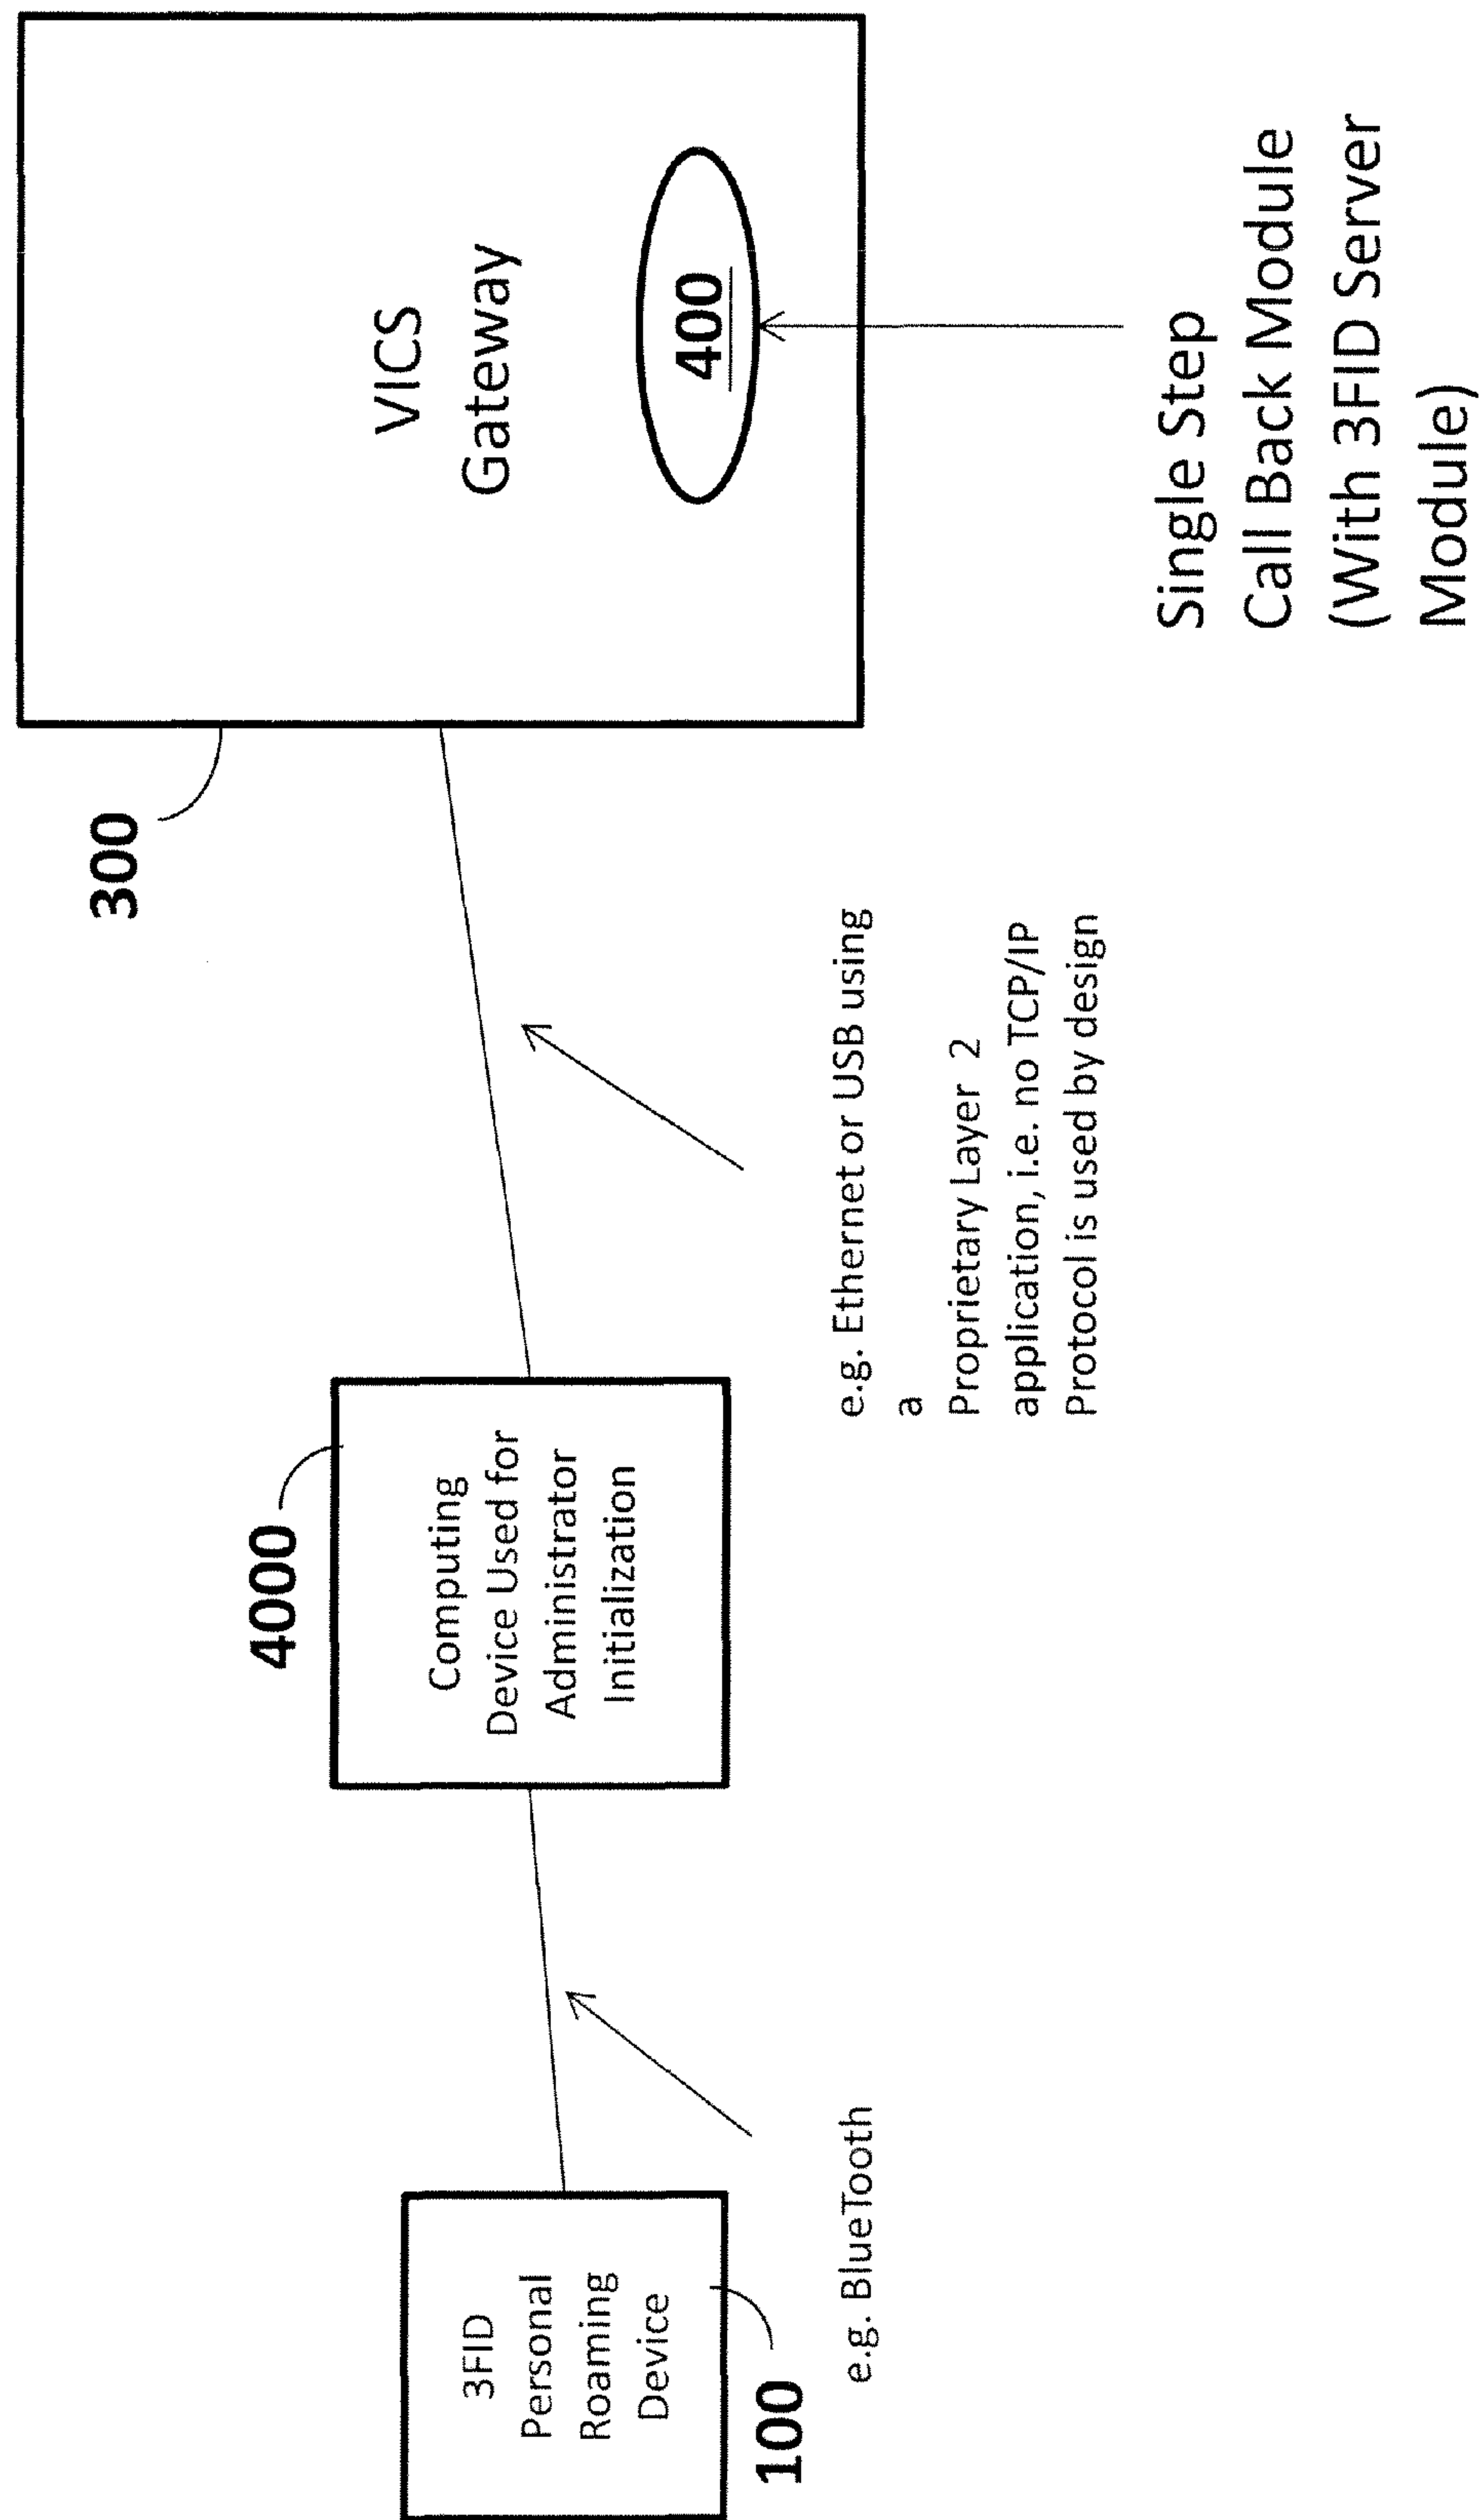 3FID
Personal
Roaming
Device
100
e.g. BlueTooth
4000
Computing
Device Used for
Administrator
Initialization
e.g. Ethernet or USB using
a
Proprietary Layer 2
application, i.e. no TCP/IP
Protocol is used by design
300
VICS
Gateway
400
Single Step
Call Back Module
(With 3FID Server
Module)